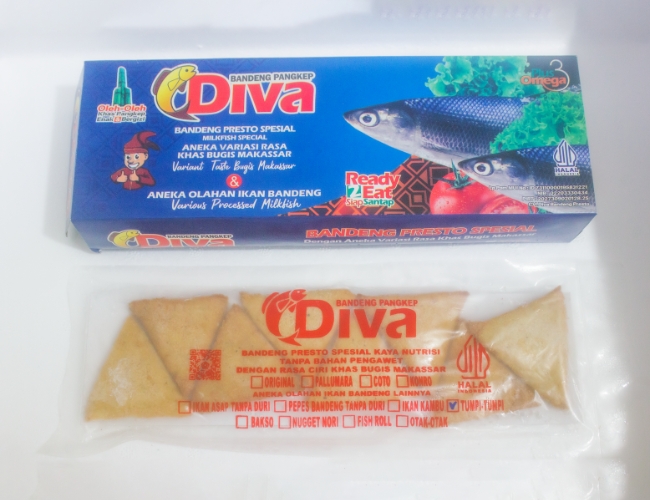 BANDENG PANGKEP
Diva
Omega 3
Oleh-Oleh
Khas Pangkep
Enak & Bergizi
BANDENG PRESTO SPESIAL
MILKFISH SPECIAL
ANEKA VARIASI RASA
KHAS BUGIS MAKASSAR
Variant Taste Bugis Makassar
&
ANEKA OLAHAN IKAN BANDENG
Various Processed Milkfish
Ready
2 Eat
Siap Santap
HALAL
INDONESIA
BANDENG PANGKEP
Diva
BANDENG PRESTO SPESIAL
Dengan Aneka Variasi Rasa Khas Bugis Makassar
BANDENG PANGKEP
Diva
BANDENG PRESTO SPESIAL KAYA NUTRISI
TANPA BAHAN PENGAWET
DENGAN RASA CIRI KHAS BUGIS MAKASSAR
ORIGINAL PALLUMARA COTO KONRO
ANEKA OLAHAN IKAN BANDENG LAINNYA
IKAN ASAP TANPA DURI PEPES BANDENG TANPA DURI IKAN KAMBU TUMPI-TUMPI
BAKSO NUGGET NORI FISH ROLL OTAK-OTAK
HALAL
INDONESIA